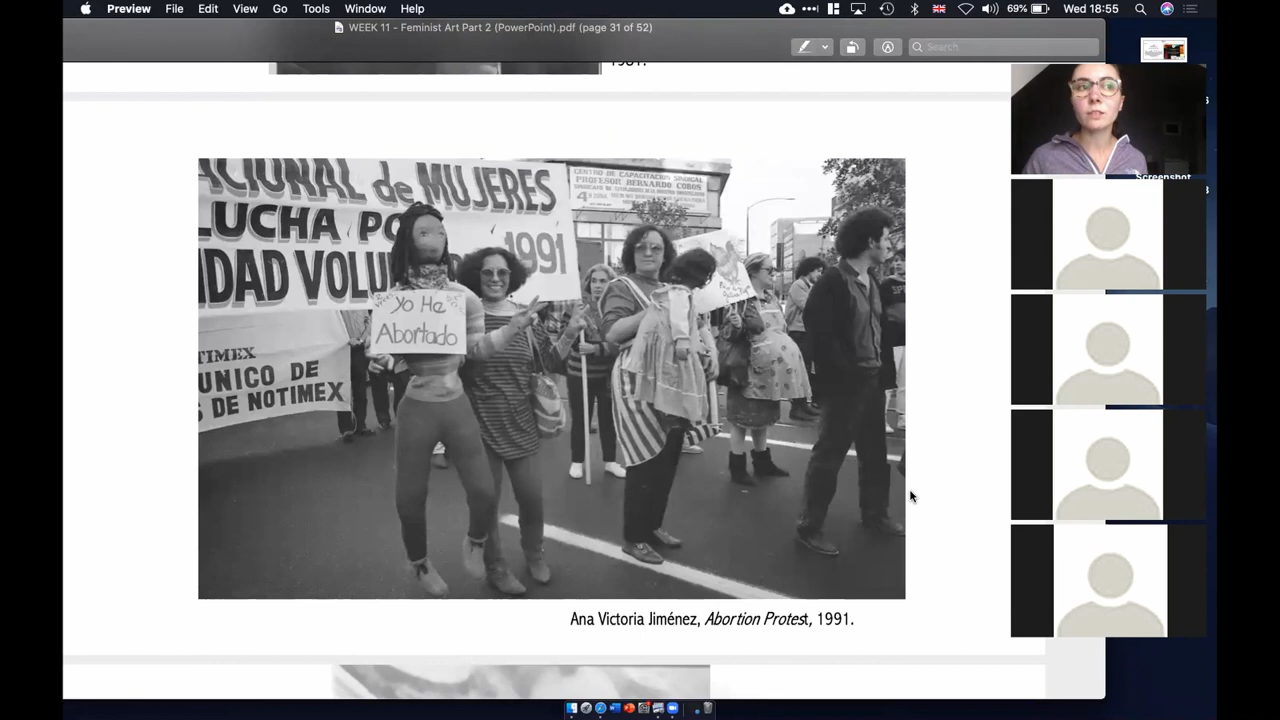 Preview File Edit View Go Tools Window Help
69% Wed 18:55
WEEK 11 - Feminist Art Part 2 (PowerPoint).pdf (page 31 of 52)
Search
1981.
ACIONAL de MUJERES
LUCHA PO
1991
IDAD VOLU
CENTRO DE CAPACITACION SINDICAL
PROFESOR BERNARDO COBOS
Yo He
Abortado
TIMEX
UNICO DE
S DE NOTIMEX
Screenshot
Ana Victoria Jiménez, Abortion Protest, 1991.